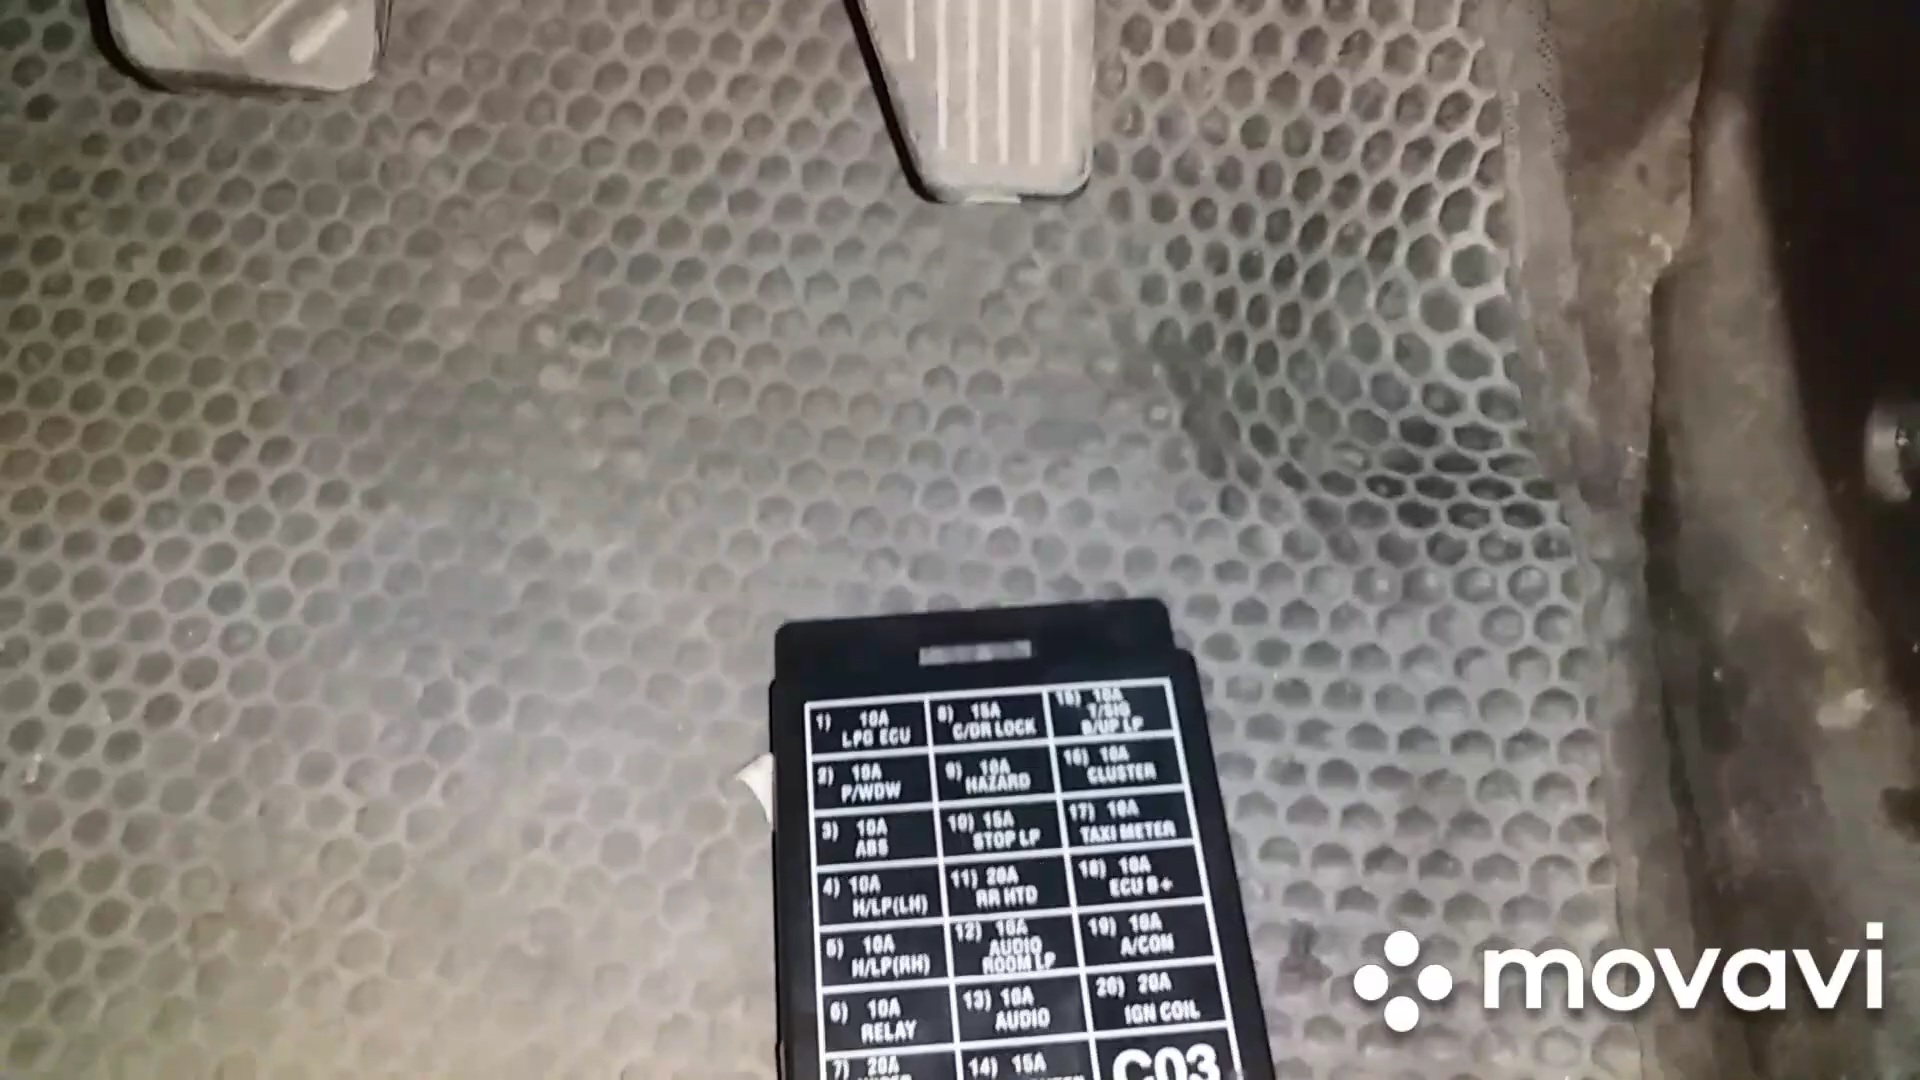 1) 10A
LPG ECU
2) 10A
P/WDW
3) 10A
ABS
4) 10A
H/LP(LH)
5) 10A
H/LP(RH)
6) 10A
RELAY
7) 20A
8) 15A
C/DR LOCK
9) 10A
HAZARD
10) 15A
STOP LP
11) 20A
RR HTD
12) 10A
AUDIO
ROOM LP
13) 10A
AUDIO
14) 15A
15) 10A
T/SIG
B/UP LP
16) 10A
CLUSTER
17) 10A
TAXI METER
18) 10A
ECU B+
19) 10A
A/CON
20) 20A
IGN COIL
C03
movavi